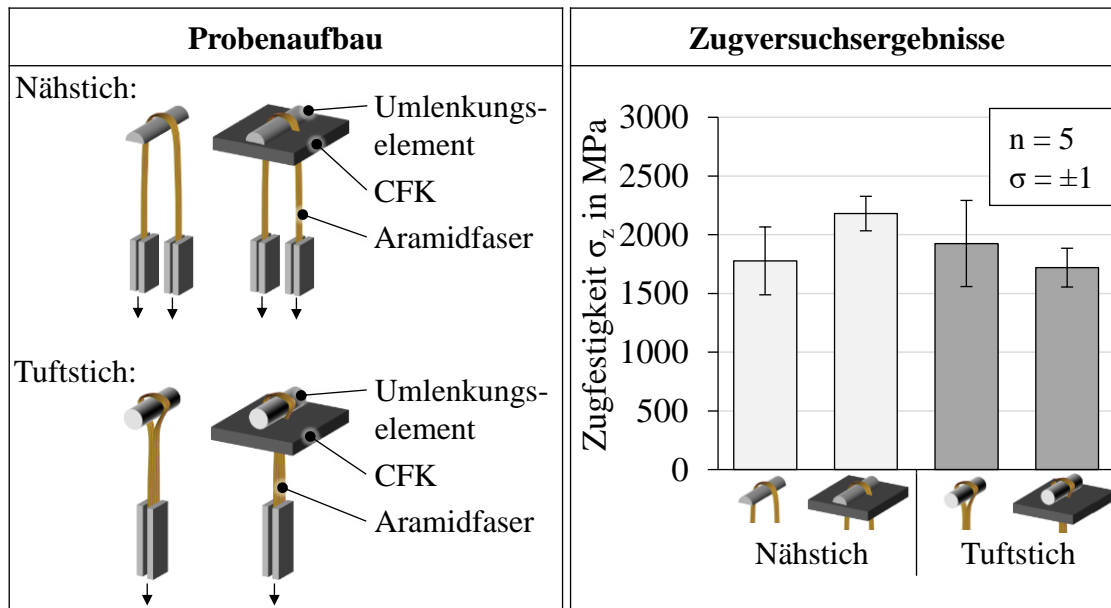 Probenaufbau
Nähstich:
Umlenkungs-
element
CFK
Aramidfaser
Tuftstich:
Umlenkungs-
element
CFK
Aramidfaser
Zugversuchsergebnisse
Zugfestigkeit σz in MPa
3000
2500
2000
1500
1000
500
0
n = 5
σ = ±1
Nähstich
Tuftstich